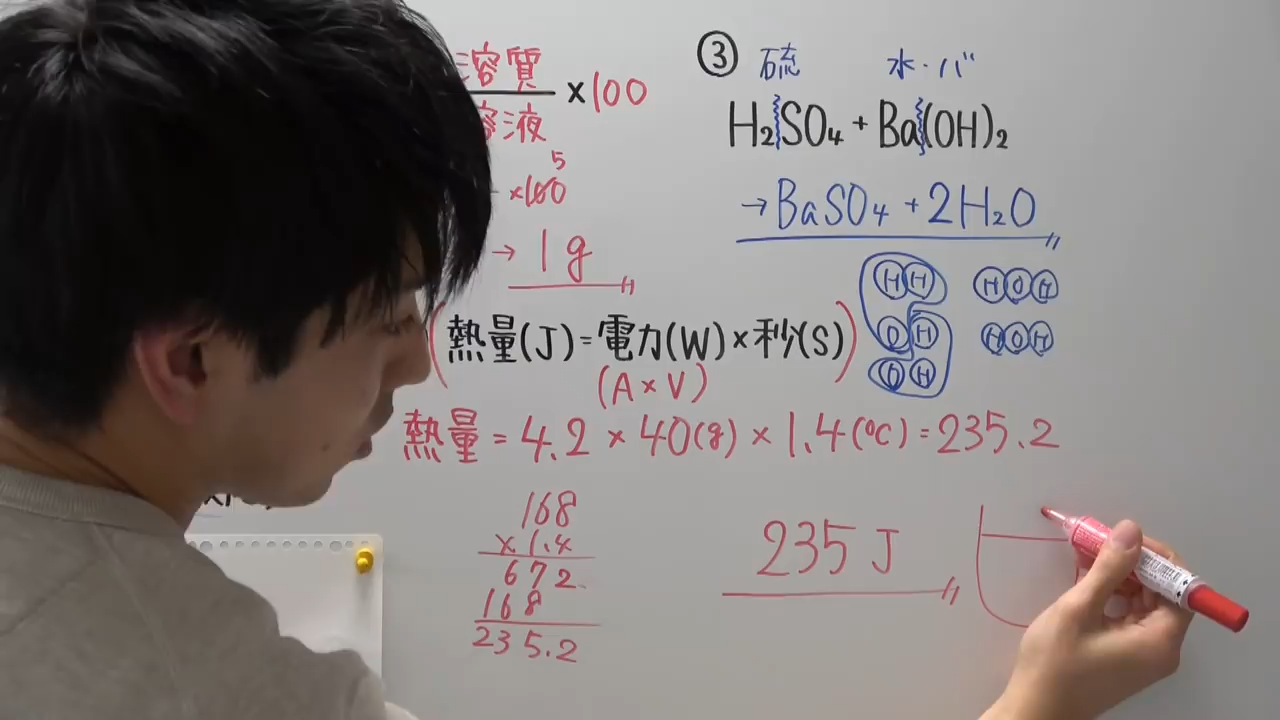 溶質
×100
溶液
5
×100
→ 1g
③ 硫 水・バ
H₂SO₄ + Ba(OH)₂
→ BaSO₄ + 2H₂O
H H H O H
O H H O H
O H
(熱量(J)=電力(W)×秒(S))
(A×V)
熱量 = 4.2 × 40(g) × 1.4(℃) = 235.2
168
×1.4
672
168
235.2
235 J